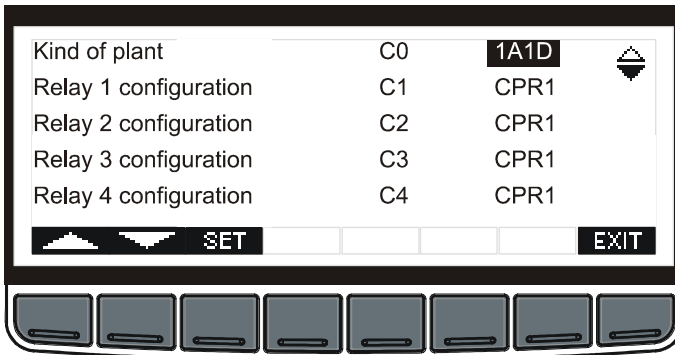 Kind of plant C0 1A1D
Relay 1 configuration C1 CPR1
Relay 2 configuration C2 CPR1
Relay 3 configuration C3 CPR1
Relay 4 configuration C4 CPR1
SET EXIT